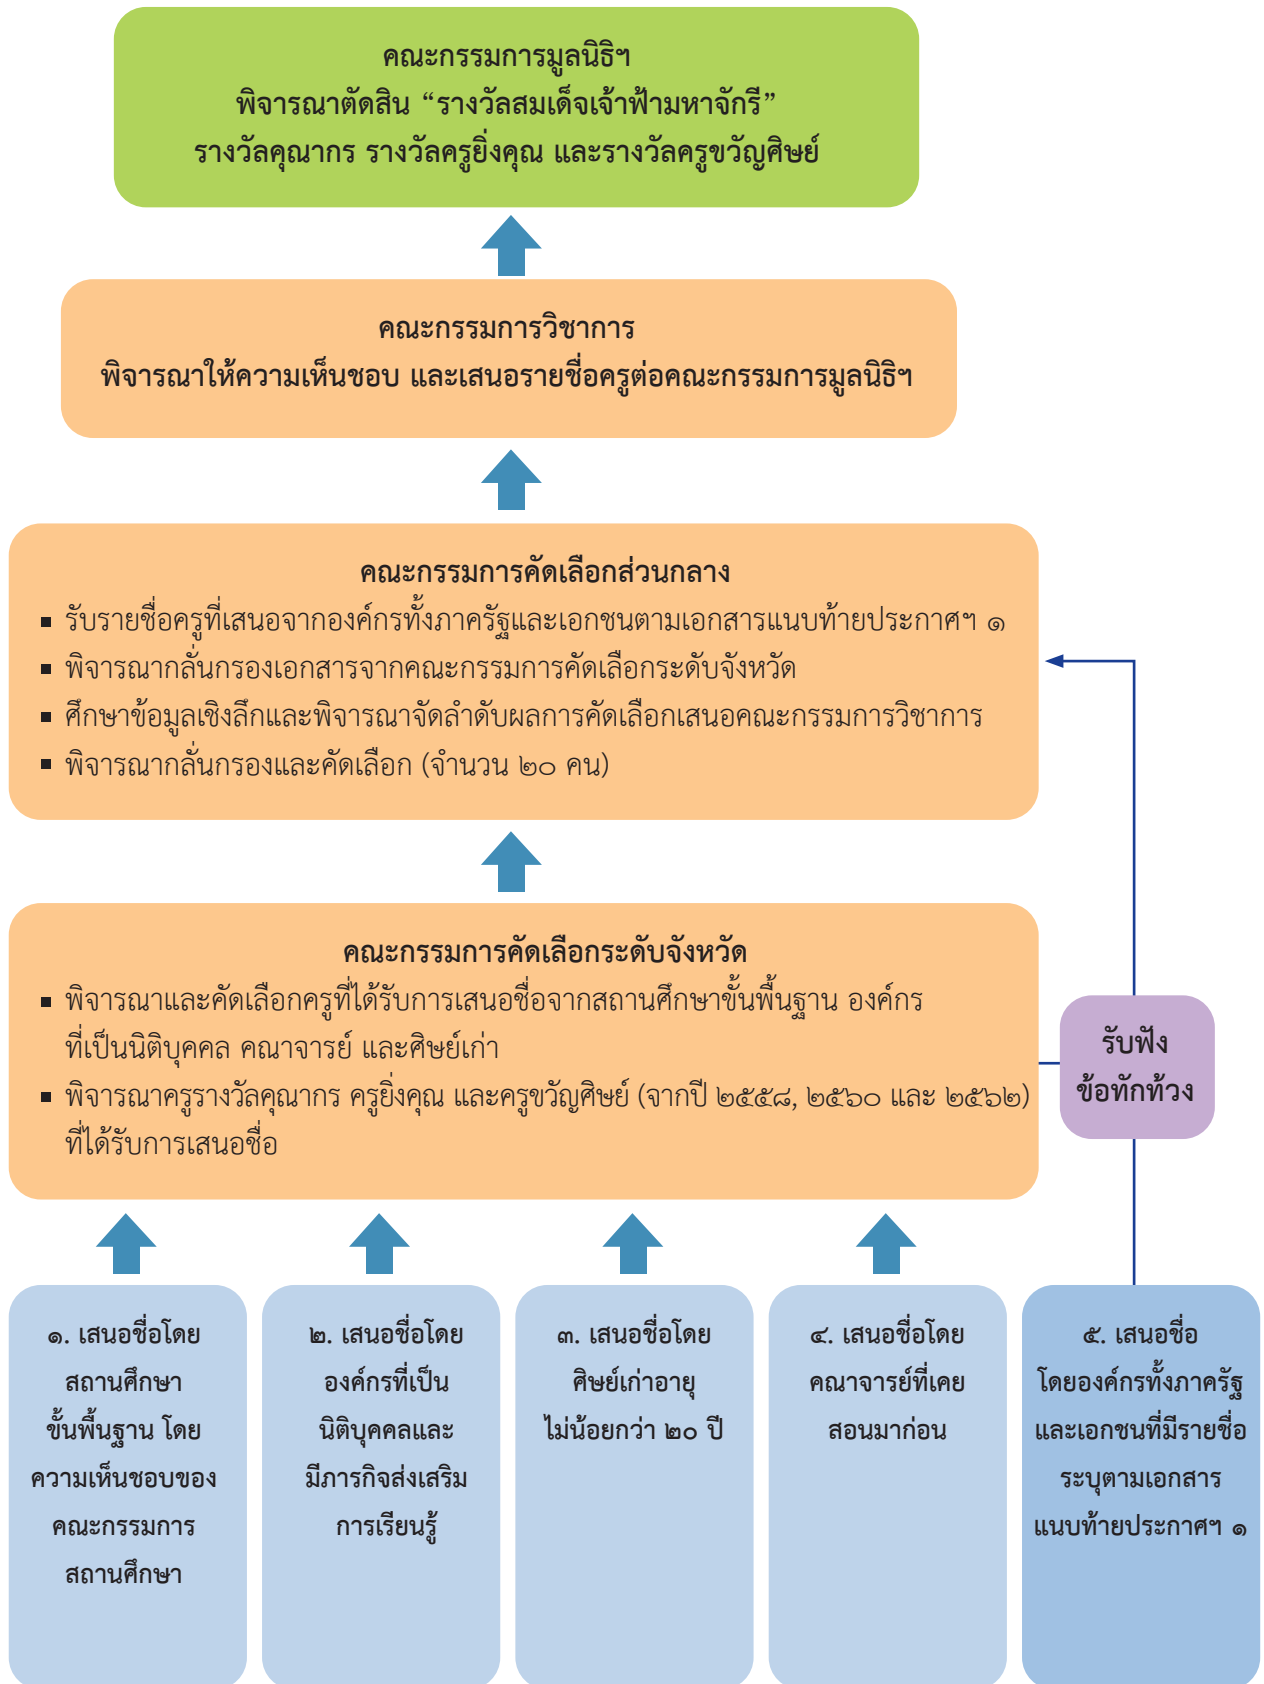 คณะกรรมการมูลนิธิฯ
พิจารณาตัดสิน “รางวัลสมเด็จเจ้าฟ้ามหาจักรี”
รางวัลคุณากร รางวัลครูยิ่งคุณ และรางวัลครูขวัญศิษย์
คณะกรรมการวิชาการ
พิจารณาให้ความเห็นชอบ และเสนอรายชื่อครูต่อคณะกรรมการมูลนิธิฯ
คณะกรรมการคัดเลือกส่วนกลาง
▪ รับรายชื่อครูที่เสนอจากองค์กรทั้งภาครัฐและเอกชนตามเอกสารแนบท้ายประกาศฯ ๑
▪ พิจารณากลั่นกรองเอกสารจากคณะกรรมการคัดเลือกระดับจังหวัด
▪ ศึกษาข้อมูลเชิงลึกและพิจารณาจัดลำดับผลการคัดเลือกเสนอคณะกรรมการวิชาการ
▪ พิจารณากลั่นกรองและคัดเลือก (จำนวน ๒๐ คน)
คณะกรรมการคัดเลือกระดับจังหวัด
▪ พิจารณาและคัดเลือกครูที่ได้รับการเสนอชื่อจากสถานศึกษาขั้นพื้นฐาน องค์กร
ที่เป็นนิติบุคคล คณาจารย์ และศิษย์เก่า
▪ พิจารณาครูรางวัลคุณากร ครูยิ่งคุณ และครูขวัญศิษย์ (จากปี ๒๕๕๘, ๒๕๖๐ และ ๒๕๖๒)
ที่ได้รับการเสนอชื่อ
รับฟัง
ข้อทักท้วง
๑. เสนอชื่อโดย
สถานศึกษา
ขั้นพื้นฐาน โดย
ความเห็นชอบของ
คณะกรรมการ
สถานศึกษา
๒. เสนอชื่อโดย
องค์กรที่เป็น
นิติบุคคลและ
มีภารกิจส่งเสริม
การเรียนรู้
๓. เสนอชื่อโดย
ศิษย์เก่าอายุ
ไม่น้อยกว่า ๒๐ ปี
๔. เสนอชื่อโดย
คณาจารย์ที่เคย
สอนมาก่อน
๕. เสนอชื่อ
โดยองค์กรทั้งภาครัฐ
และเอกชนที่มีรายชื่อ
ระบุตามเอกสาร
แนบท้ายประกาศฯ ๑